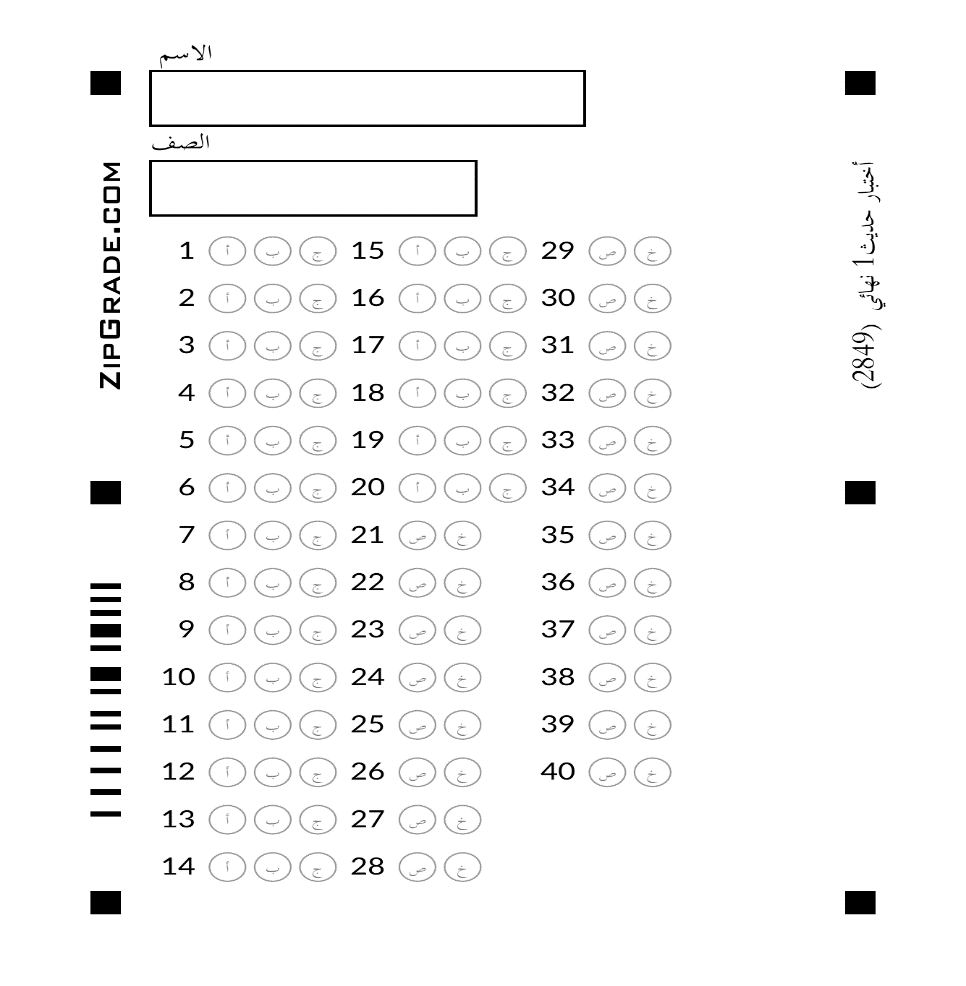 الاسم
الصف
ZIPGRADE.COM
أختبار حديث1 نهائي (2849)
1 أ ب ج 15 أ ب ج 29 ص خ
2 أ ب ج 16 أ ب ج 30 ص خ
3 أ ب ج 17 أ ب ج 31 ص خ
4 أ ب ج 18 أ ب ج 32 ص خ
5 أ ب ج 19 أ ب ج 33 ص خ
6 أ ب ج 20 أ ب ج 34 ص خ
7 أ ب ج 21 ص خ 35 ص خ
8 أ ب ج 22 ص خ 36 ص خ
9 أ ب ج 23 ص خ 37 ص خ
10 أ ب ج 24 ص خ 38 ص خ
11 أ ب ج 25 ص خ 39 ص خ
12 أ ب ج 26 ص خ 40 ص خ
13 أ ب ج 27 ص خ
14 أ ب ج 28 ص خ